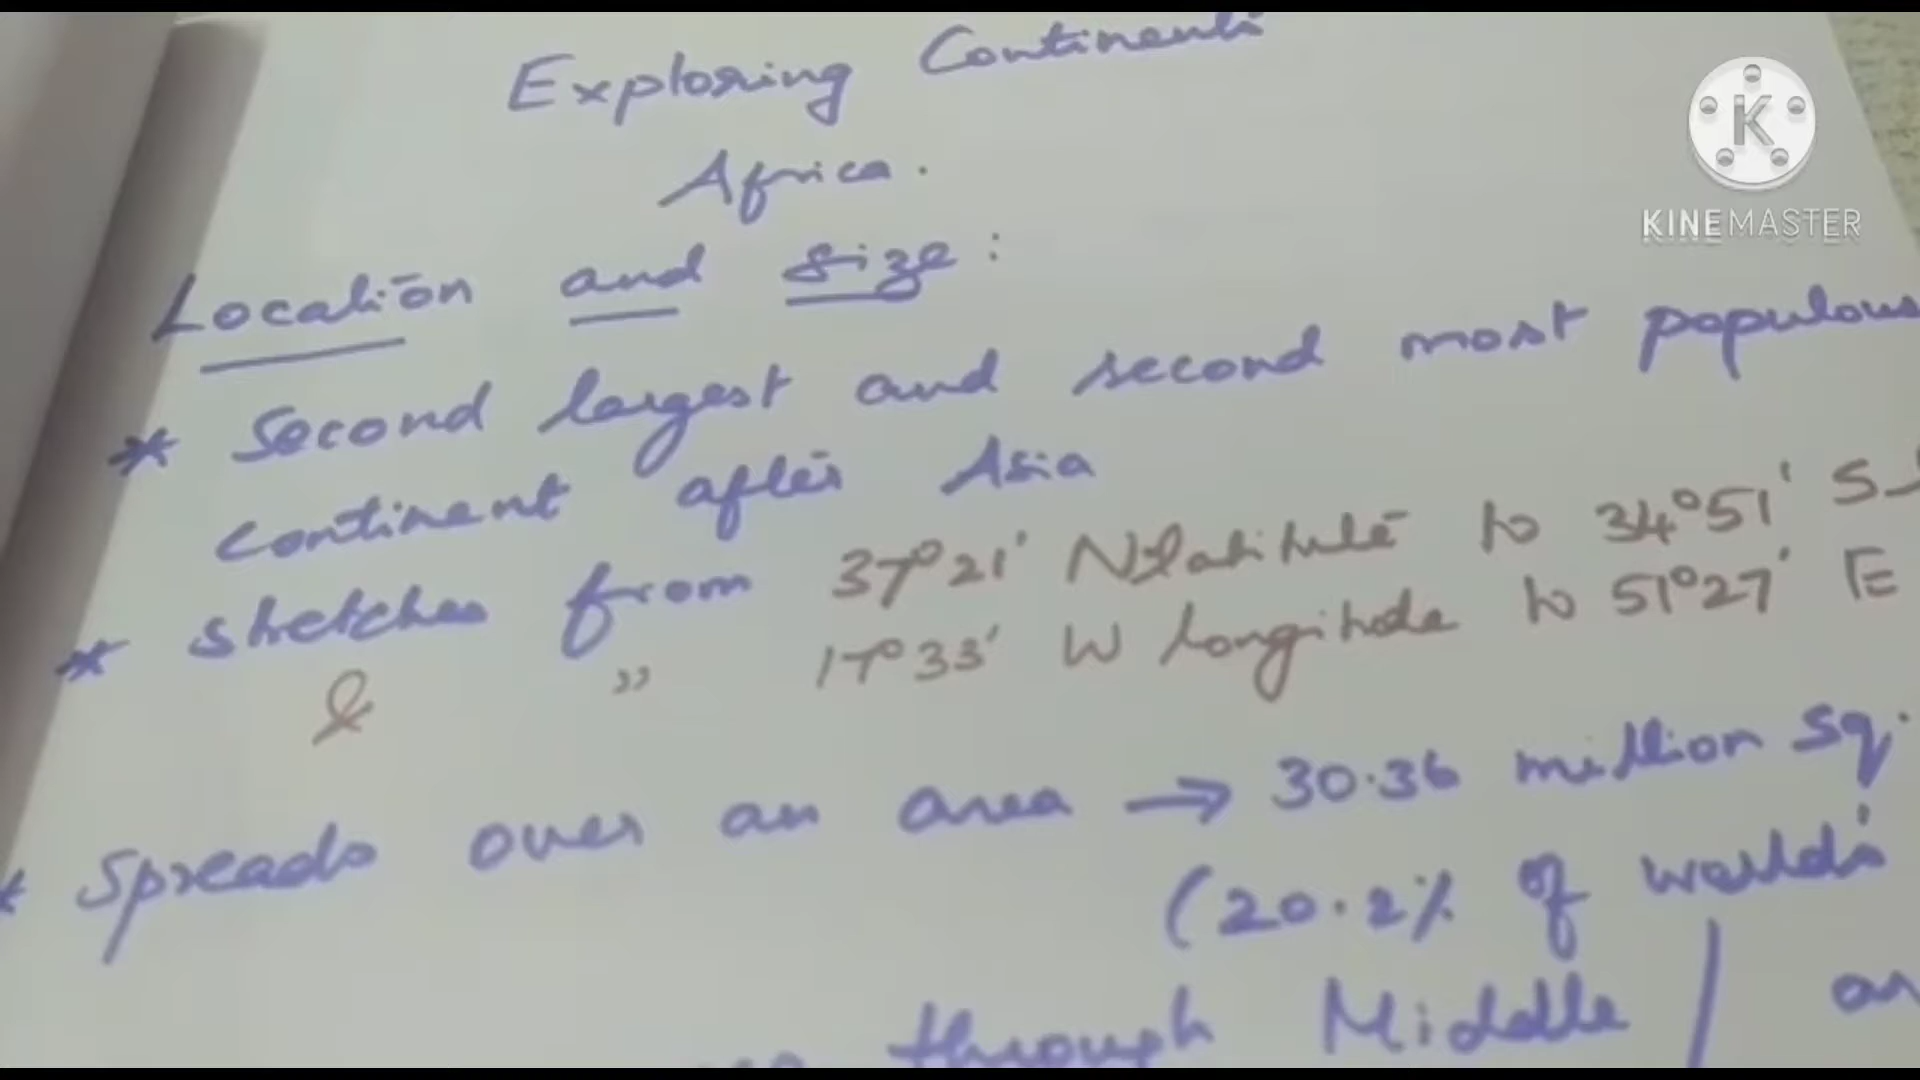 Exploring Continents
Africa.
KINEMASTER
Location and size:
* Second largest and second most populous
continent after Asia
* stretches from 37°21' N latitude to 34°51' S
& " 17°33' W longitude to 51°27' E
* Spreads over an area → 30.36 million sq.
(20.2% of world's
through Middle